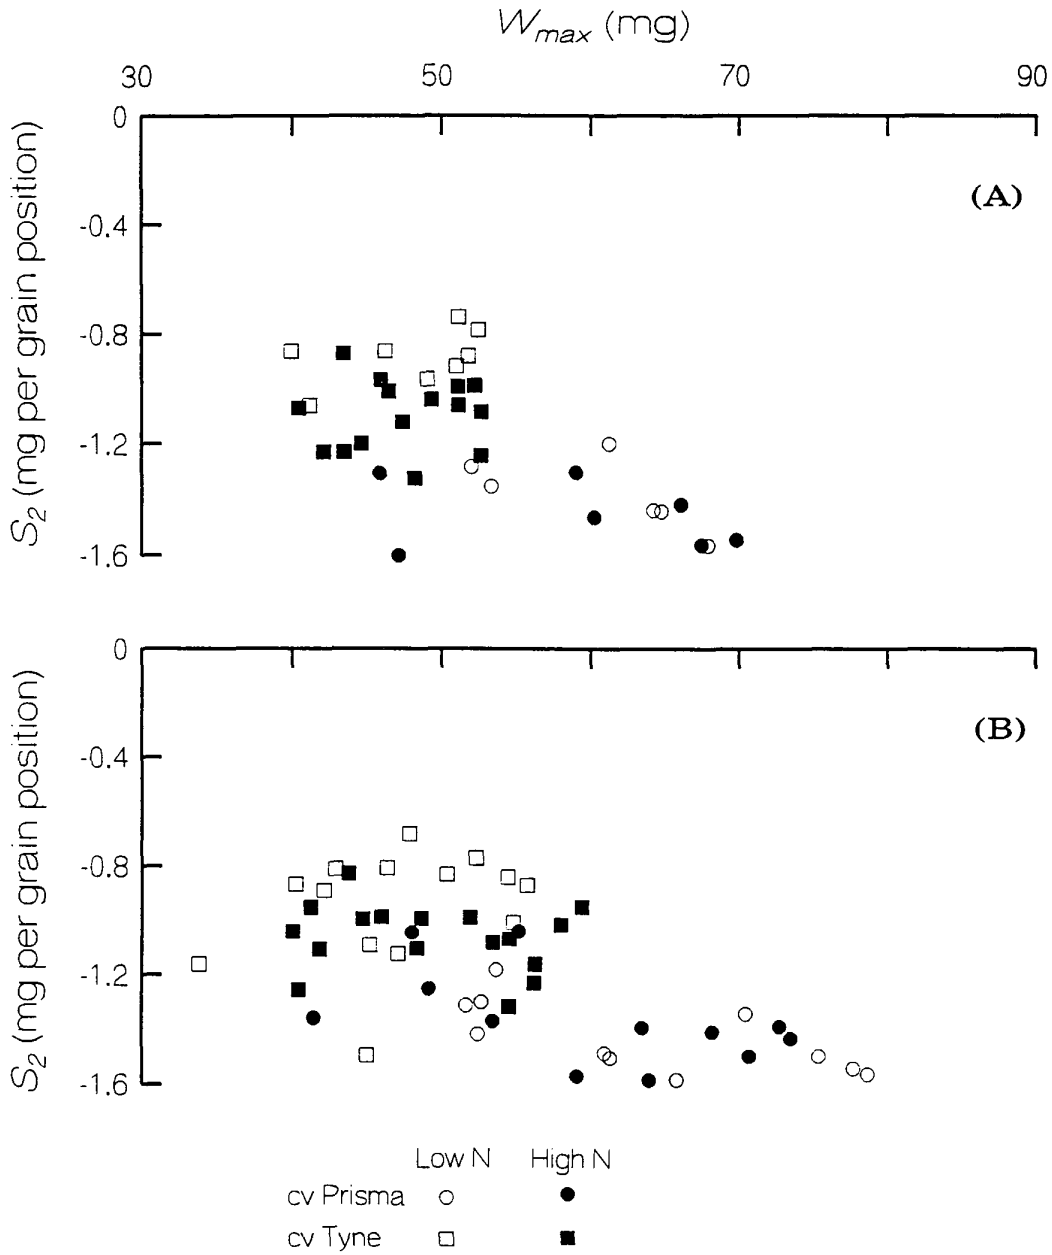 W_max (mg)
30 50 70 90
0
(A)
-0.4
-0.8
-1.2
-1.6
S_2 (mg per grain position)
0
(B)
-0.4
-0.8
-1.2
-1.6
S_2 (mg per grain position)
Low N High N
cv Prisma
cv Tyne